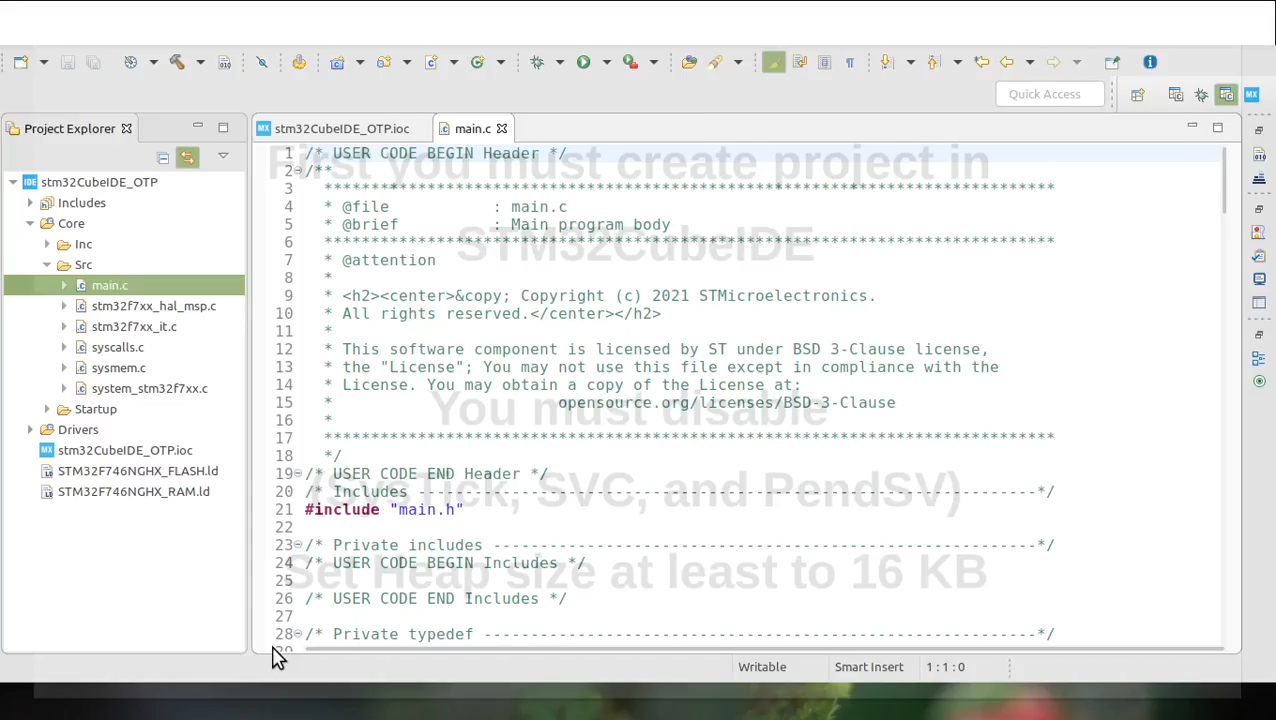 Quick Access
Project Explorer
stm32CubeIDE_OTP
Includes
Core
Inc
Src
main.c
stm32f7xx_hal_msp.c
stm32f7xx_it.c
syscalls.c
sysmem.c
system_stm32f7xx.c
Startup
Drivers
stm32CubeIDE_OTP.ioc
STM32F746NGHX_FLASH.ld
STM32F746NGHX_RAM.ld
stm32CubeIDE_OTP.ioc
main.c
1 /* USER CODE BEGIN Header */
2 /**
3 ******************************************************************************
4 * @file : main.c
5 * @brief : Main program body
6 ******************************************************************************
7 * @attention
8 *
9 * <h2><center>&copy; Copyright (c) 2021 STMicroelectronics.
10 * All rights reserved.</center></h2>
11 *
12 * This software component is licensed by ST under BSD 3-Clause license,
13 * the "License"; You may not use this file except in compliance with the
14 * License. You may obtain a copy of the License at:
15 * opensource.org/licenses/BSD-3-Clause
16 *
17 ******************************************************************************
18 */
19 /* USER CODE END Header */
20 /* Includes ------------------------------------------------------------------*/
21 #include "main.h"
22
23 /* Private includes ----------------------------------------------------------*/
24 /* USER CODE BEGIN Includes */
25
26 /* USER CODE END Includes */
27
28 /* Private typedef -----------------------------------------------------------*/
First you must create project in
STM32CubeIDE
You must disable
(SysTick, SVC, and PendSV)
Set Heap size at least to 16 KB
Writable
Smart Insert
1 : 1 : 0